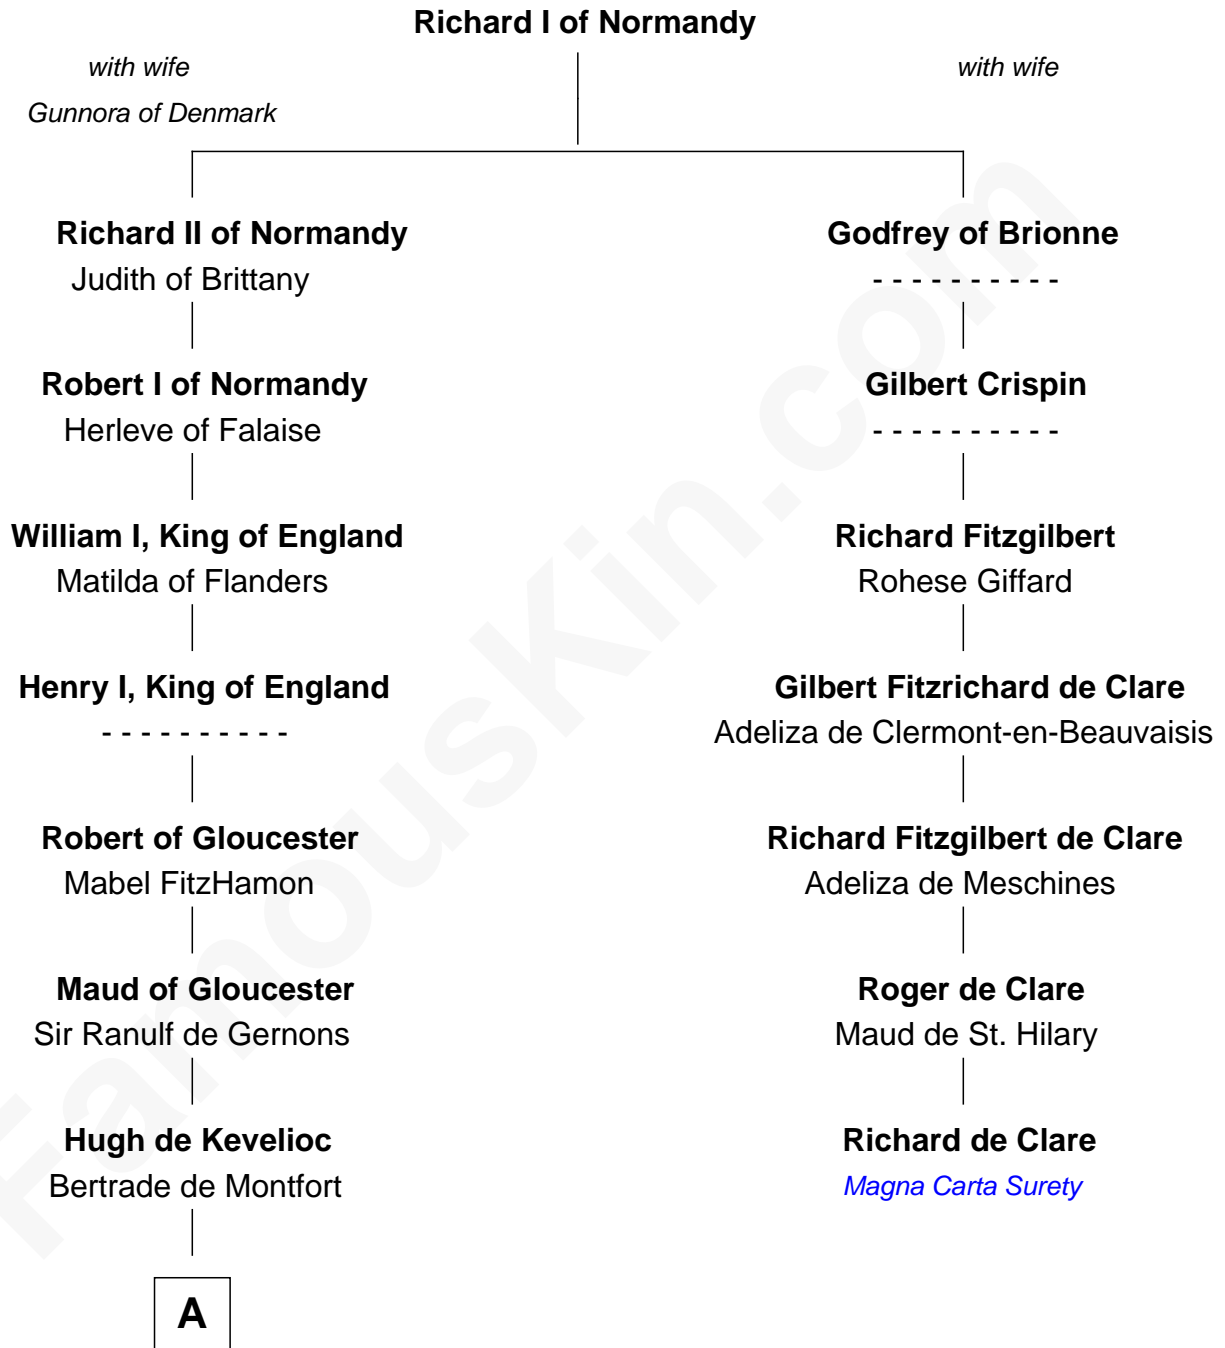 Richard I of Normandy
with wife
Gunnora of Denmark
with wife
Richard II of Normandy
Judith of Brittany
Godfrey of Brionne
- - - - - - - - - -
Robert I of Normandy
Herleve of Falaise
Gilbert Crispin
- - - - - - - - - -
William I, King of England
Matilda of Flanders
Richard Fitzgilbert
Rohese Giffard
Henry I, King of England
- - - - - - - - - -
Gilbert Fitzrichard de Clare
Adeliza de Clermont-en-Beauvaisis
Robert of Gloucester
Mabel FitzHamon
Richard Fitzgilbert de Clare
Adeliza de Meschines
Maud of Gloucester
Sir Ranulf de Gernons
Roger de Clare
Maud de St. Hilary
Hugh de Kevelioc
Bertrade de Montfort
Richard de Clare
Magna Carta Surety
A
FamousKin.com